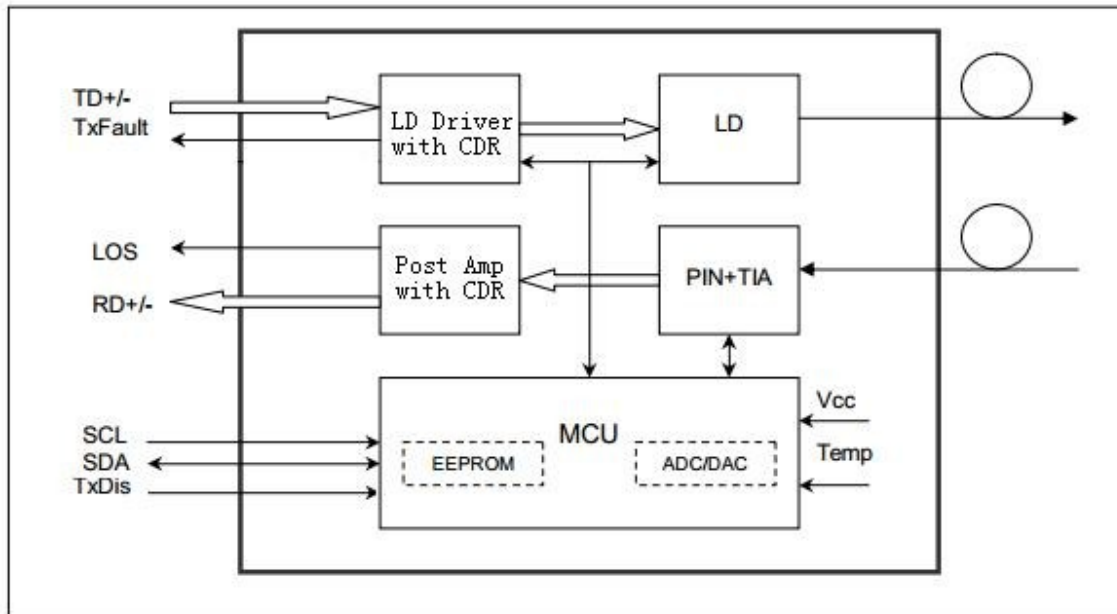 TD+/-
TxFault
LD Driver
with CDR
LD
LOS
RD+/-
Post Amp
with CDR
PIN+TIA
SCL
SDA
TxDis
MCU
EEPROM
ADC/DAC
Vcc
Temp